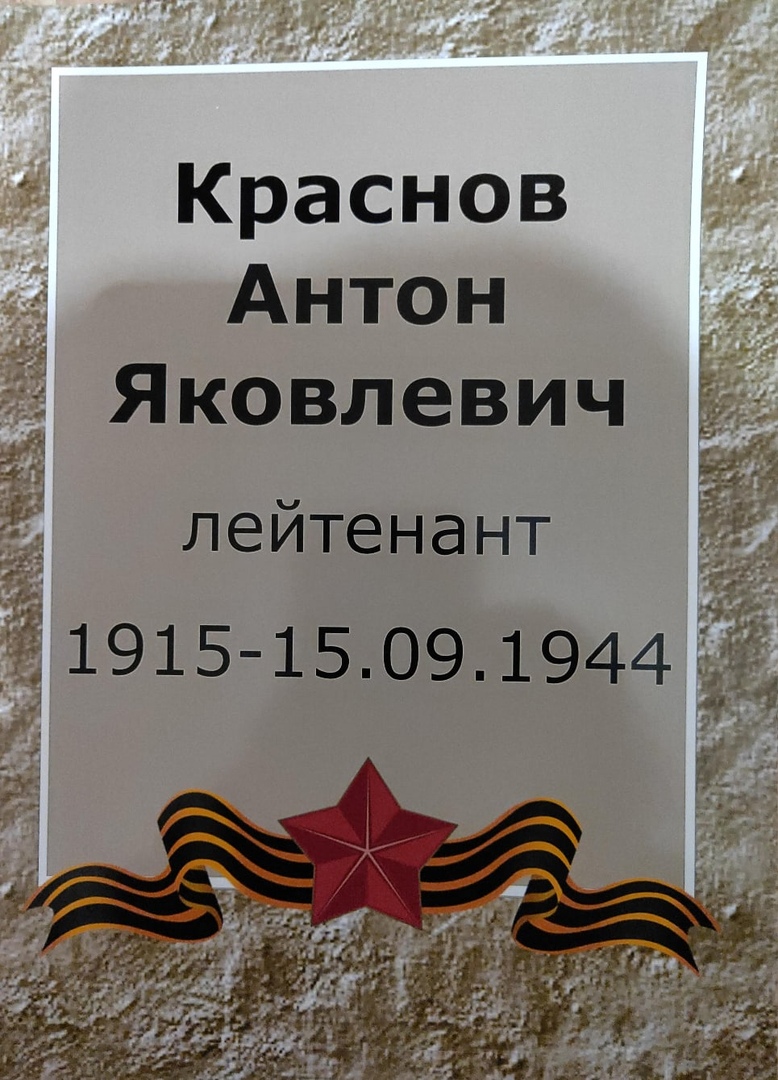 Краснов
Антон
Яковлевич
лейтенант
1915-15.09.1944